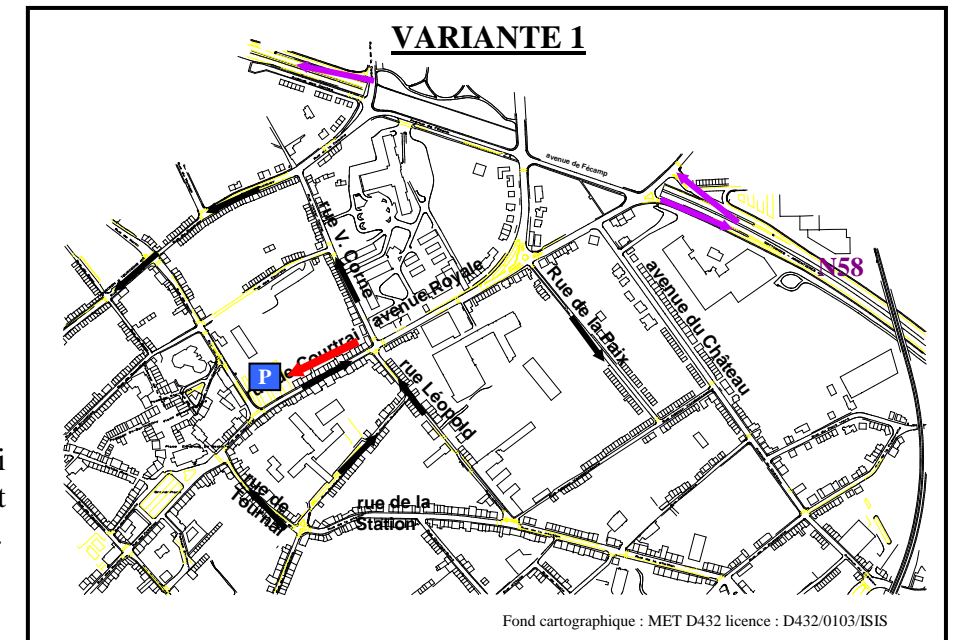 VARIANTE 1
avenue de Fécamp
rue V. Corne
avenue Royale
N58
Rue de la Paix
avenue du Château
Courtrai
P
rue Léopold
i
t
rue de
Tournai
rue de la
Station
Fond cartographique : MET D432 licence : D432/0103/ISIS